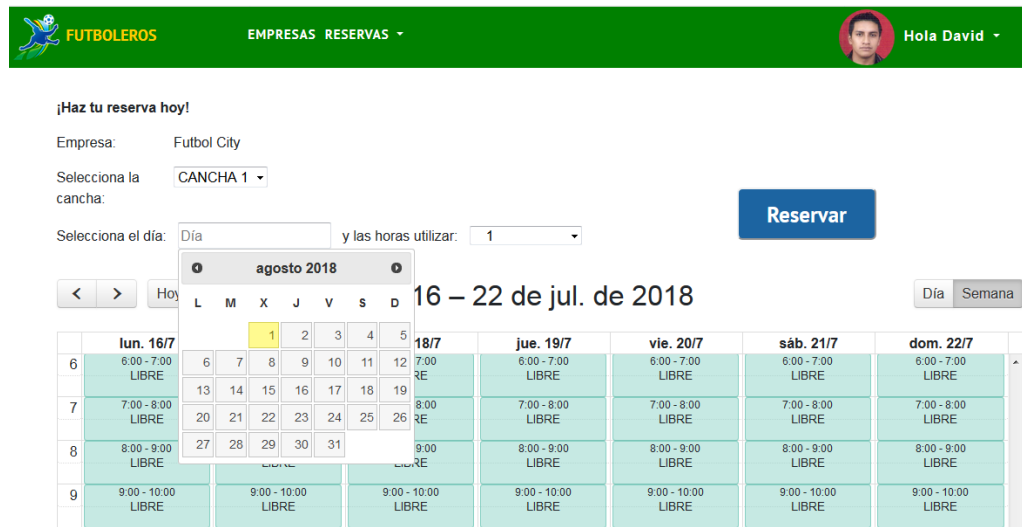 FUTBOLEROS EMPRESAS RESERVAS Hola David
¡Haz tu reserva hoy!
Empresa: Futbol City
Selecciona la cancha: CANCHA 1
Reservar
Selecciona el día: Día y las horas utilizar: 1
agosto 2018
L M X J V S D
1 2 3 4 5
6 7 8 9 10 11 12
13 14 15 16 17 18 19
20 21 22 23 24 25 26
27 28 29 30 31
16 – 22 de jul. de 2018
Día Semana
lun. 16/7 18/7 jue. 19/7 vie. 20/7 sáb. 21/7 dom. 22/7
6 6:00 - 7:00 7:00 6:00 - 7:00 6:00 - 7:00 6:00 - 7:00 6:00 - 7:00
LIBRE LIBRE LIBRE LIBRE LIBRE
7 7:00 - 8:00 8:00 7:00 - 8:00 7:00 - 8:00 7:00 - 8:00 7:00 - 8:00
LIBRE LIBRE LIBRE LIBRE LIBRE
8 8:00 - 9:00 9:00 8:00 - 9:00 8:00 - 9:00 8:00 - 9:00 8:00 - 9:00
LIBRE LIBRE LIBRE LIBRE LIBRE
9 9:00 - 10:00 9:00 - 10:00 9:00 - 10:00 9:00 - 10:00 9:00 - 10:00 9:00 - 10:00 9:00 - 10:00
LIBRE LIBRE LIBRE LIBRE LIBRE LIBRE LIBRE